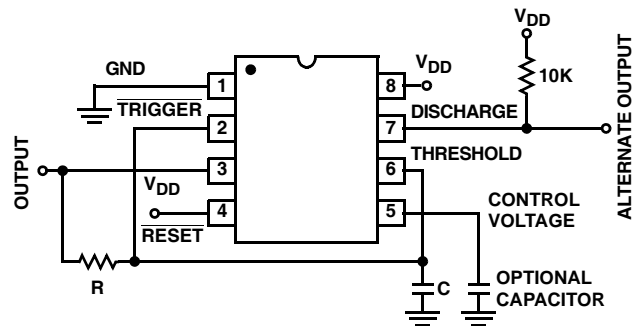 V_DD
10K
GND
V_DD
1
8
TRIGGER
DISCHARGE
2
7
THRESHOLD
OUTPUT
3
6
V_DD
ALTERNATE OUTPUT
4
5
CONTROL
VOLTAGE
RESET
R
C
OPTIONAL
CAPACITOR